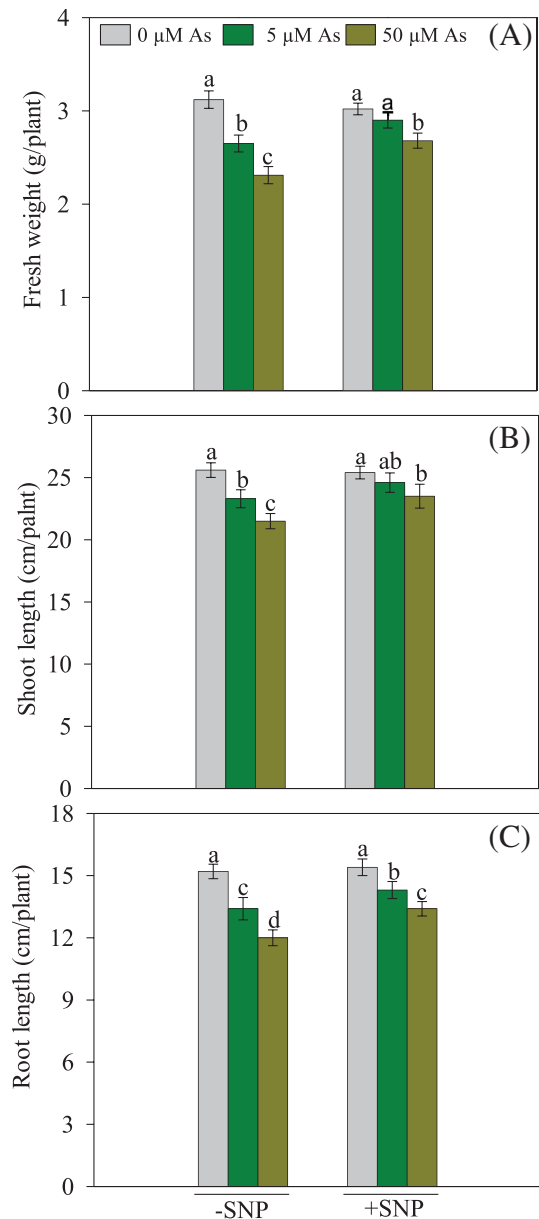 0 µM As 5 µM As 50 µM As (A)
4
3
2
1
0
Fresh weight (g/plant)
a
b
c
a
a
b
(B)
30
25
20
15
10
5
0
Shoot length (cm/palnt)
a
b
c
a
ab
b
(C)
18
15
12
9
6
3
0
Root length (cm/plant)
a
c
d
a
b
c
-SNP +SNP